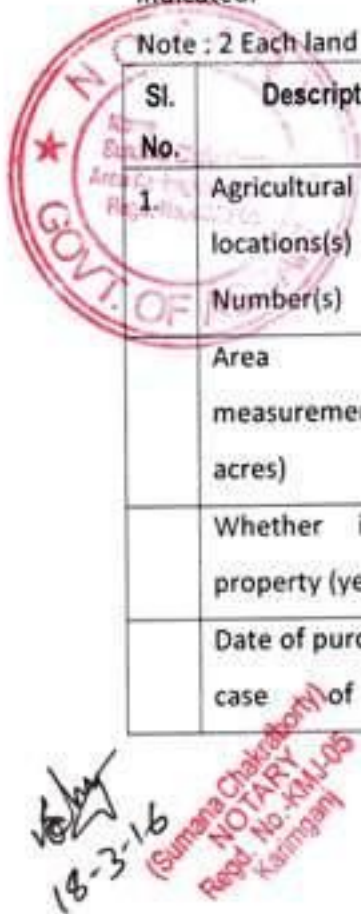 Note : 2 Each land
Sl. No.
Descript
1.
Agricultural
locations(s)
Number(s)
Area
measureme
acres)
Whether i
property (ye
Date of purc
case of
GOVT. OF
18-3-16
(Sumana Chakraborty)
NOTARY
Regd. No.-KMJ-05
Karimganj